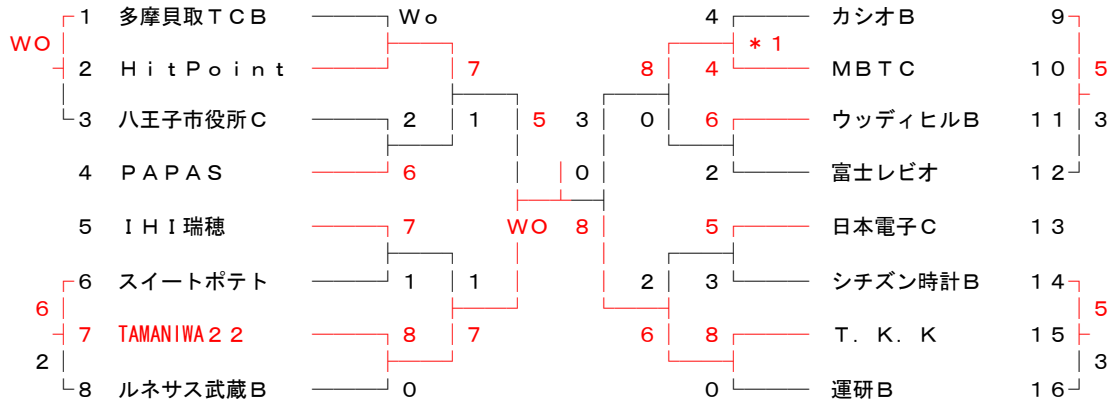 1 多摩貝取TCB Wo 4 カシオB 9
WO *1
2 HitPoint 7 8 4 MBTC 10 5
3 八王子市役所C 2 1 5 3 0 6 ウッディヒルB 11 3
4 PAPAS 6 0 2 富士レビオ 12
5 IHI瑞穂 7 WO 8 5 日本電子C 13
6 スイートポテト 1 1 2 3 シチズン時計B 14
6 5
7 TAMANIWA22 8 7 6 8 T. K. K 15
2 3
8 ルネサス武蔵B 0 0 運研B 16